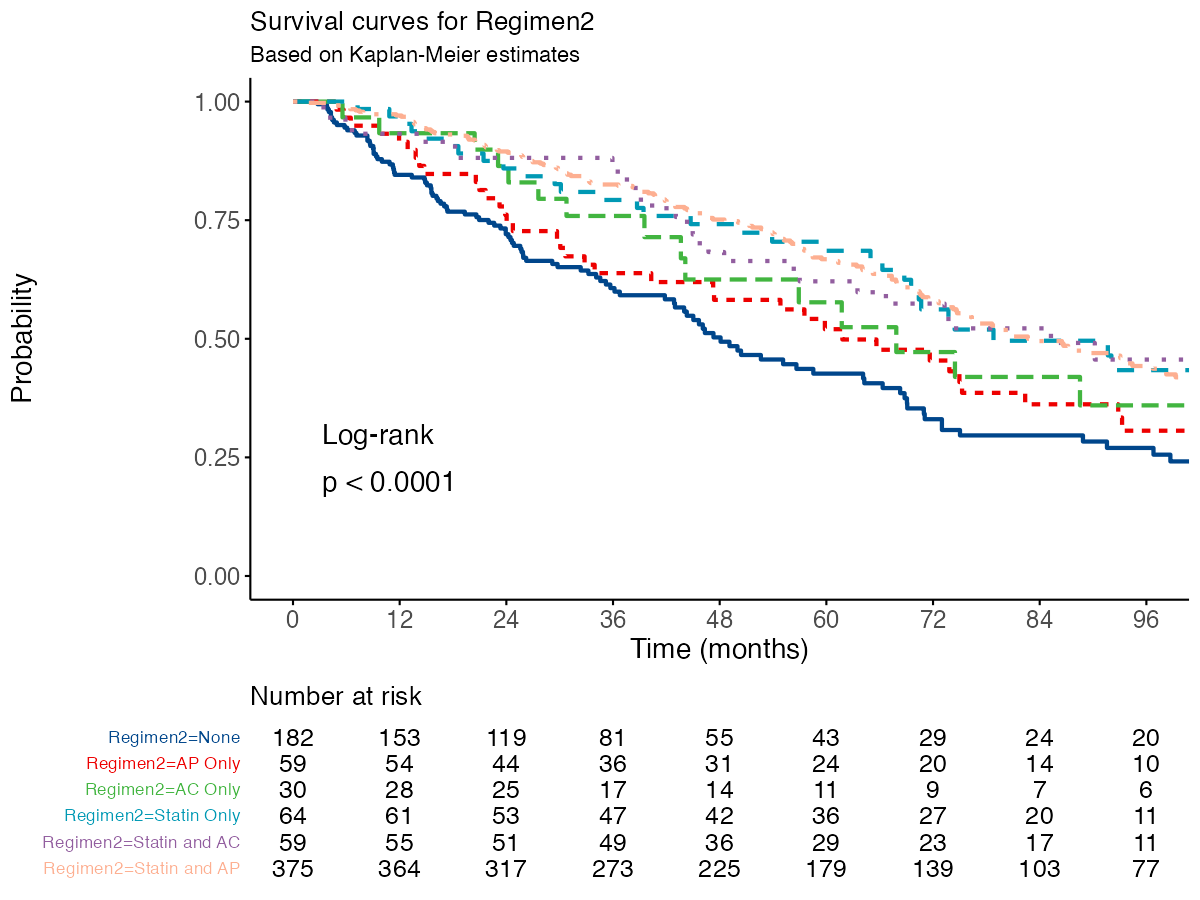 Survival curves for Regimen2
Based on Kaplan-Meier estimates
Probability
1.00
0.75
0.50
0.25
0.00
Log-rank
p < 0.0001
0 12 24 36 48 60 72 84 96
Time (months)
Number at risk
Regimen2=None 182 153 119 81 55 43 29 24 20
Regimen2=AP Only 59 54 44 36 31 24 20 14 10
Regimen2=AC Only 30 28 25 17 14 11 9 7 6
Regimen2=Statin Only 64 61 53 47 42 36 27 20 11
Regimen2=Statin and AC 59 55 51 49 36 29 23 17 11
Regimen2=Statin and AP 375 364 317 273 225 179 139 103 77